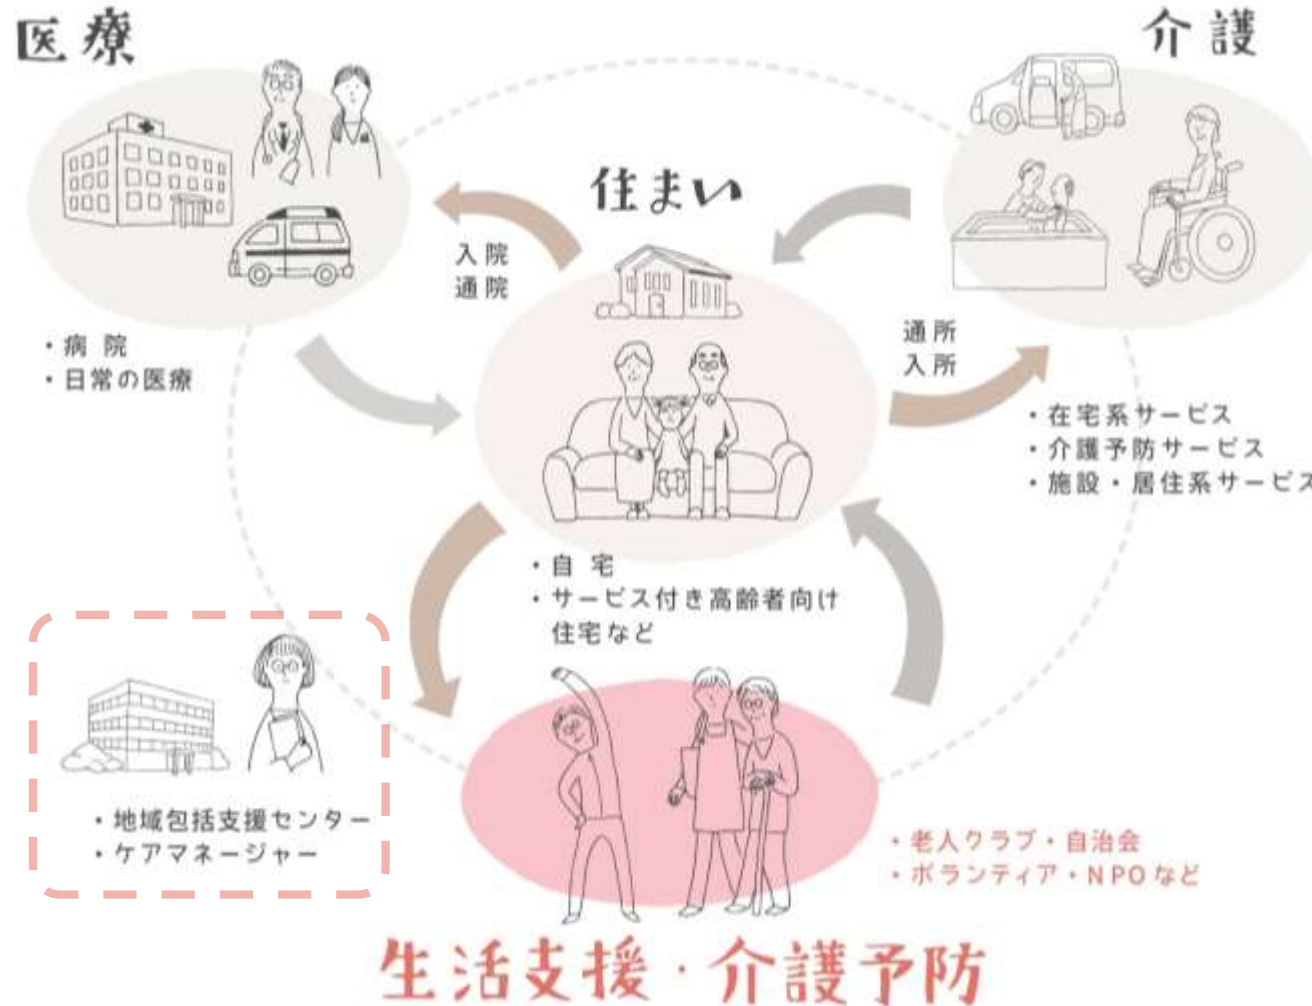 医療
介護
住まい
入院
通院
・病院
・日常の医療
通所
入所
・在宅系サービス
・介護予防サービス
・施設・居住系サービス
・自宅
・サービス付き高齢者向け
住宅など
・地域包括支援センター
・ケアマネージャー
・老人クラブ・自治会
・ボランティア・NPOなど
生活支援・介護予防